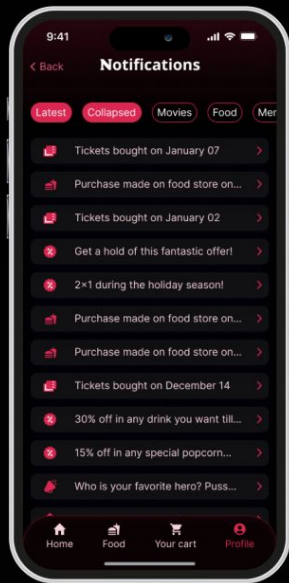 9:41
Back
Notifications
Latest Collapsed Movies Food Mer
Tickets bought on January 07
Purchase made on food store on...
Tickets bought on January 02
Get a hold of this fantastic offer!
2×1 during the holiday season!
Purchase made on food store on...
Purchase made on food store on...
Tickets bought on December 14
30% off in any drink you want till...
15% off in any special popcorn...
Who is your favorite hero? Puss...
Home Food Your cart Profile